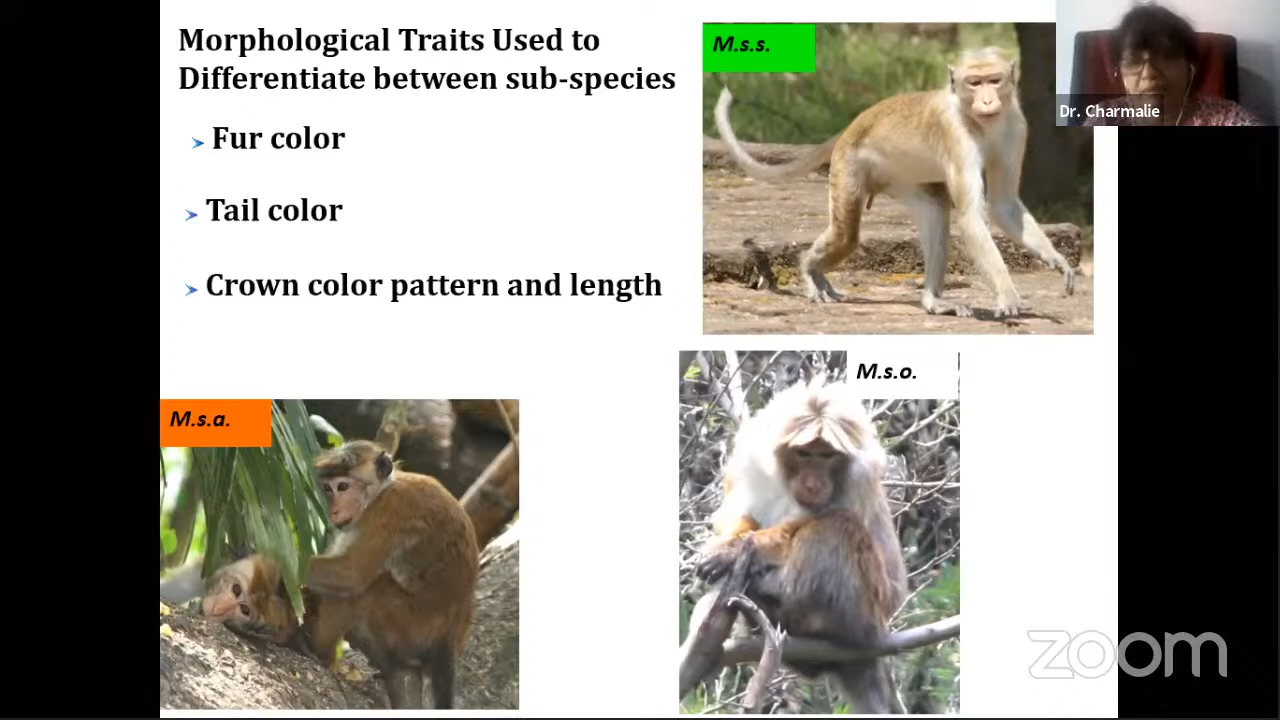 Morphological Traits Used to
Differentiate between sub-species
Fur color
Tail color
Crown color pattern and length
M.s.s.
Dr. Charmalie
M.s.a.
M.s.o.
zoom